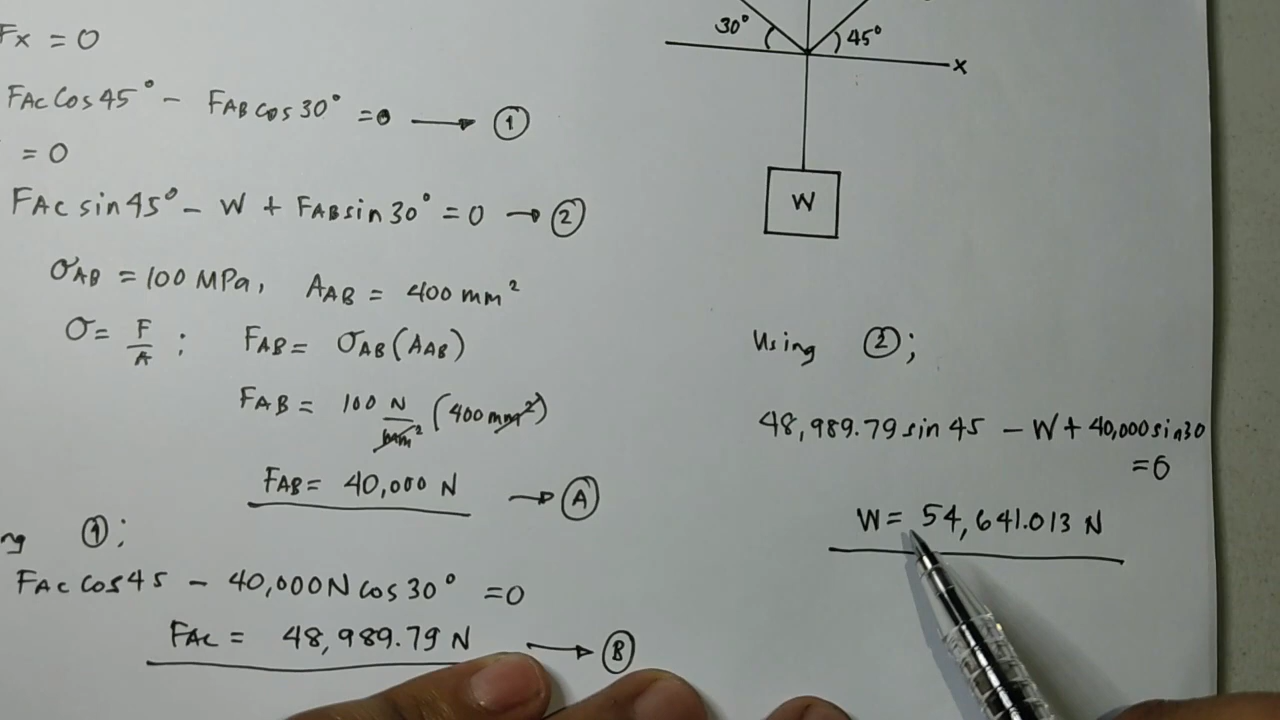 Fx = 0
FAC Cos 45° - FAB cos 30° = 0 → ①
= 0
FAC sin 45° - W + FAB sin 30° = 0 → ②
σAB = 100 MPa, AAB = 400 mm²
σ = F/A ; FAB = σAB (AAB)
FAB = 100 N/mm² (400 mm²)
FAB = 40,000 N → Ⓐ
ng ①;
FAC cos 45 - 40,000 N cos 30° = 0
FAC = 48,989.79 N → Ⓑ
30° 45°
x
W
Using ②;
48,989.79 sin 45 - W + 40,000 sin 30
= 0
W = 54,641.013 N